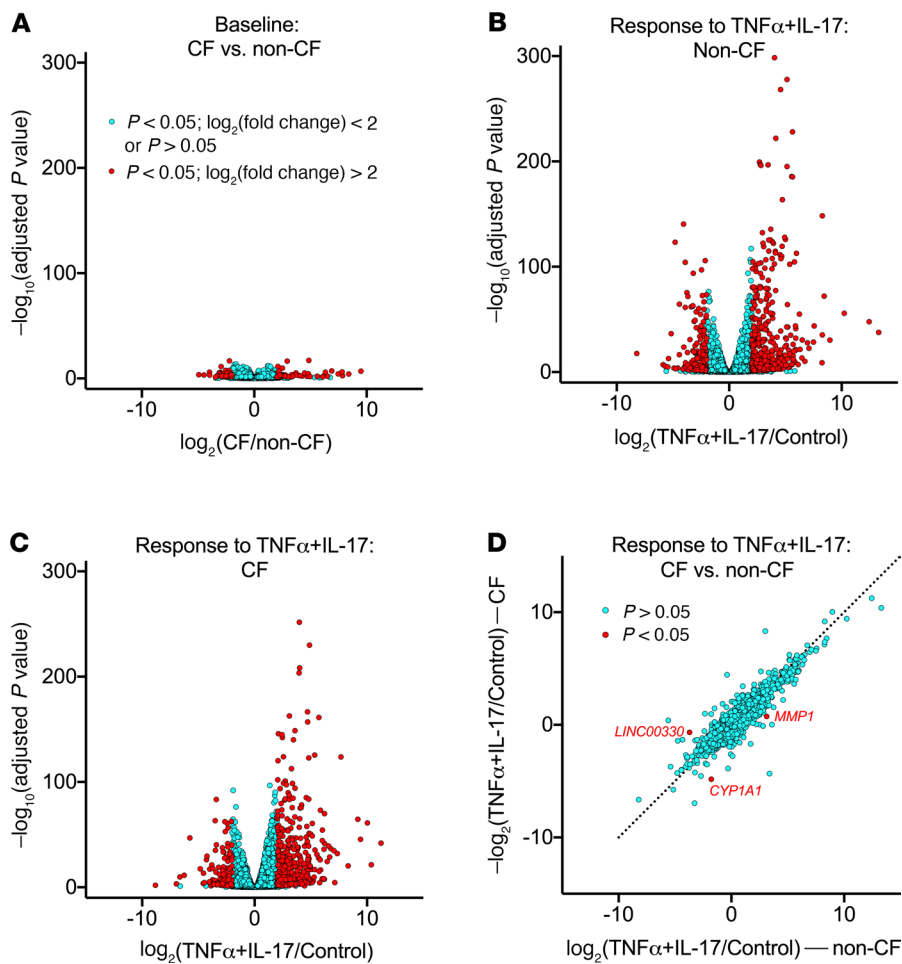 A
Baseline:
CF vs. non-CF
–log10(adjusted P value)
300
200
100
0
P < 0.05; log2(fold change) < 2
or P > 0.05
P < 0.05; log2(fold change) > 2
-10
0
10
log2(CF/non-CF)
B
Response to TNFα+IL-17:
Non-CF
–log10(adjusted P value)
300
200
100
0
-10
0
10
log2(TNFα+IL-17/Control)
C
Response to TNFα+IL-17:
CF
–log10(adjusted P value)
300
200
100
0
-10
0
10
log2(TNFα+IL-17/Control)
D
Response to TNFα+IL-17:
CF vs. non-CF
–log2(TNFα+IL-17/Control) — CF
10
0
-10
P > 0.05
P < 0.05
LINC00330
MMP1
CYP1A1
-10
0
10
log2(TNFα+IL-17/Control) — non-CF